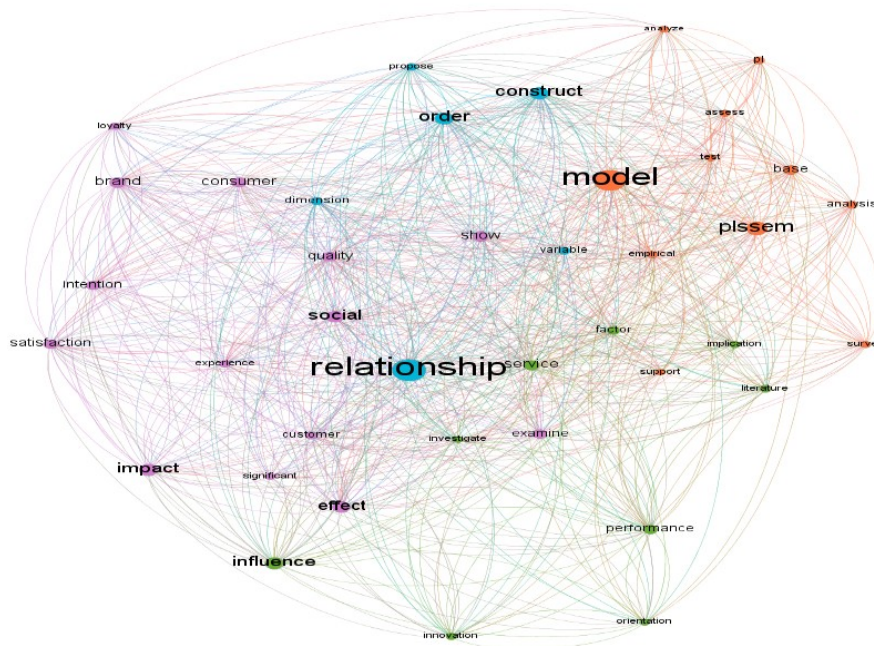 analyze
pl
propose
construct
assess
order
loyalty
test
base
model
brand
consumer
dimension
analysis
plssem
show
variable
empirical
quality
intention
social
factor
satisfaction
implication
surve
experience
relationship
service
support
literature
customer
investigate
examine
impact
significant
effect
performance
influence
orientation
innovation